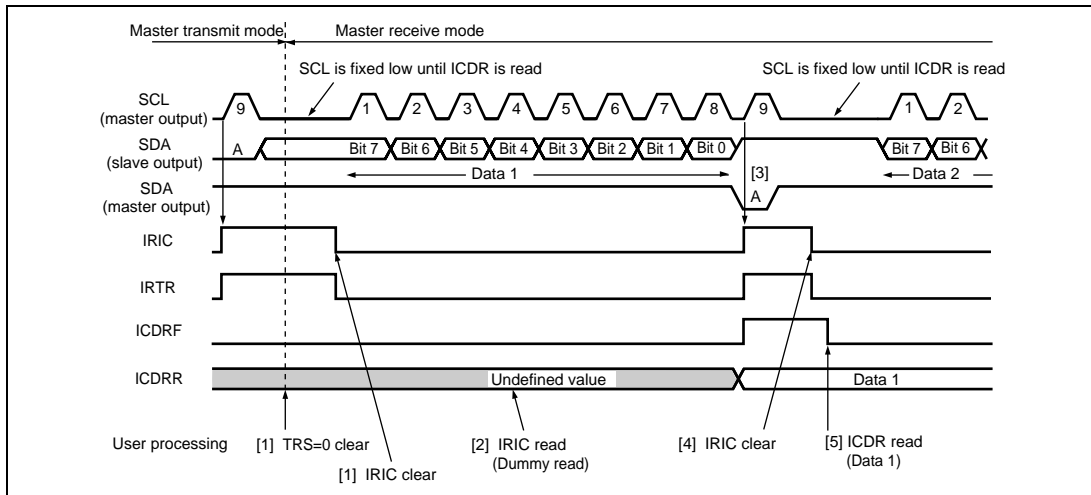 Master transmit mode Master receive mode
SCL is fixed low until ICDR is read SCL is fixed low until ICDR is read
SCL
(master output)
9 1 2 3 4 5 6 7 8 9 1 2
SDA
(slave output)
A Bit 7 Bit 6 Bit 5 Bit 4 Bit 3 Bit 2 Bit 1 Bit 0 Bit 7 Bit 6
Data 1 [3] Data 2
SDA
(master output)
A
IRIC
IRTR
ICDRF
ICDRR Undefined value Data 1
User processing [1] TRS=0 clear [2] IRIC read
(Dummy read)
[4] IRIC clear [5] ICDR read
(Data 1)
[1] IRIC clear